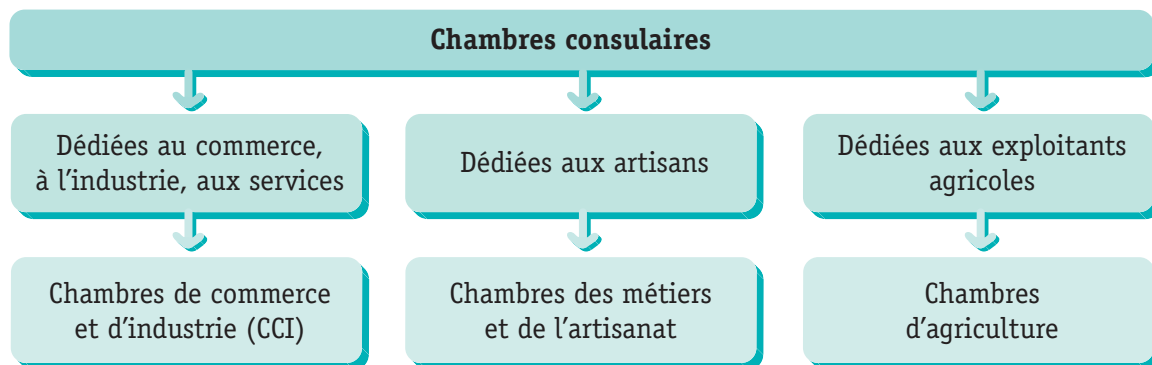 Chambres consulaires
Dédiées au commerce,
à l'industrie, aux services
Dédiées aux artisans
Dédiées aux exploitants
agricoles
Chambres de commerce
et d'industrie (CCI)
Chambres des métiers
et de l'artisanat
Chambres
d'agriculture